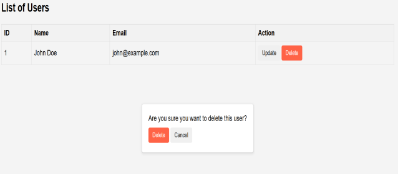 List of Users
ID Name Email Action
1 John Doe john@example.com Update Delete
Are you sure you want to delete this user?
Delete Cancel